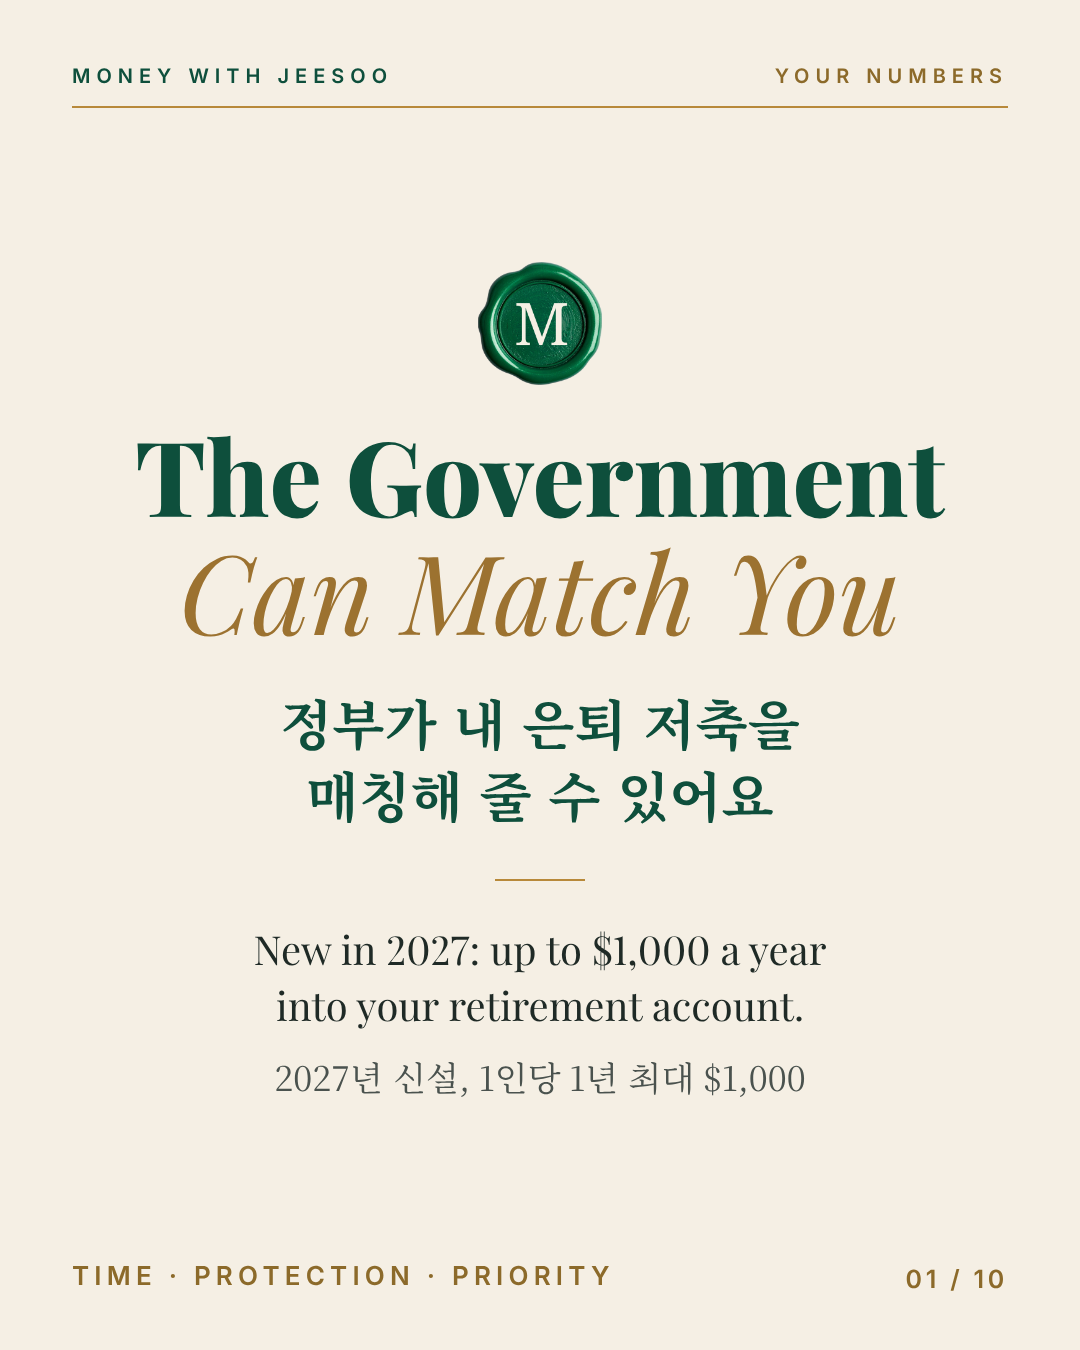 MONEY WITH JEESOO
YOUR NUMBERS
M
The Government
Can Match You
정부가 내 은퇴 저축을
매칭해 줄 수 있어요
New in 2027: up to $1,000 a year
into your retirement account.
2027년 신설, 1인당 1년 최대 $1,000
TIME · PROTECTION · PRIORITY
01 / 10